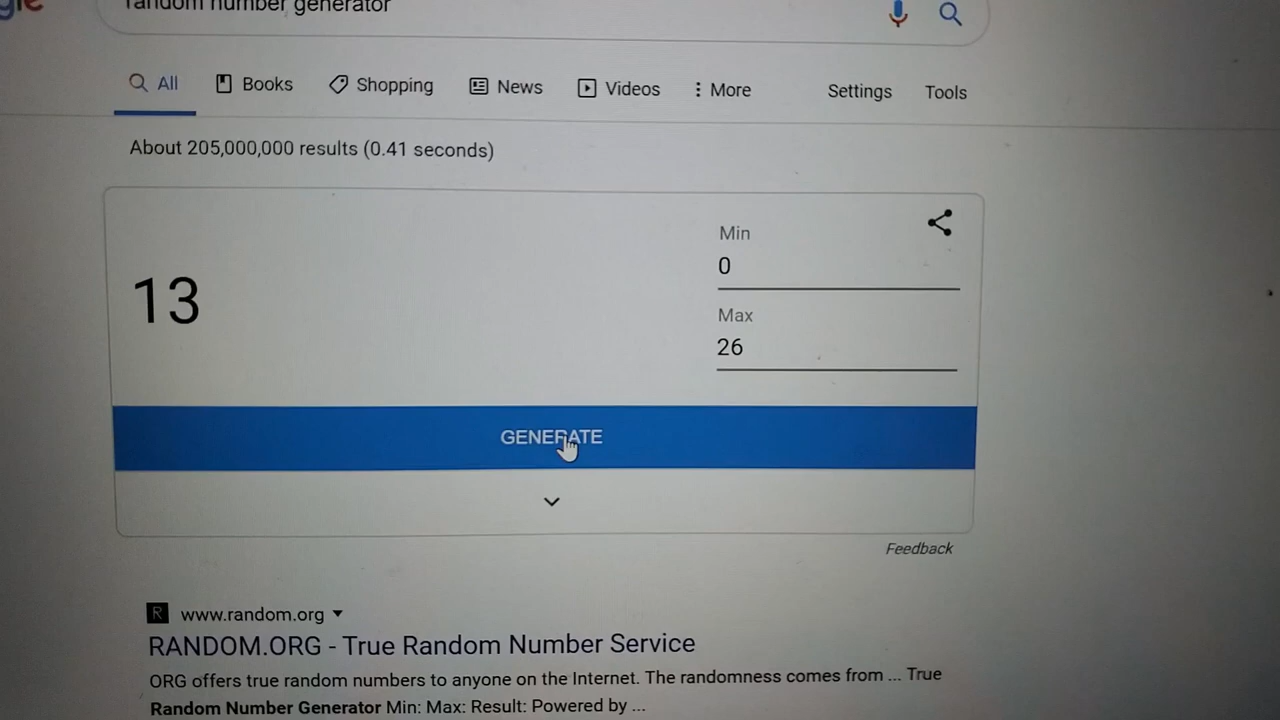 random number generator
All Books Shopping News Videos More Settings Tools
About 205,000,000 results (0.41 seconds)
Min
0
13
Max
26
GENERATE
Feedback
R www.random.org
RANDOM.ORG - True Random Number Service
ORG offers true random numbers to anyone on the Internet. The randomness comes from ... True
Random Number Generator Min: Max: Result: Powered by ...